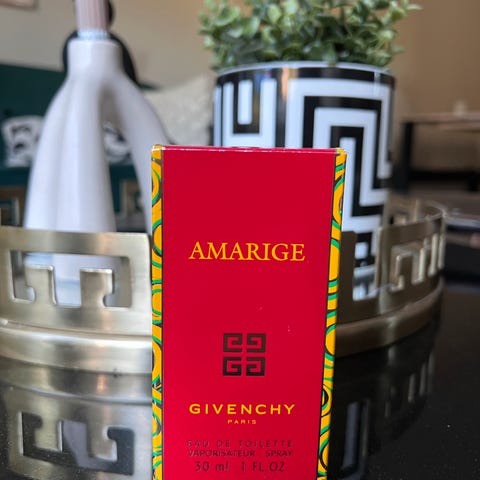 AMARIGE
GIVENCHY
PARIS
EAU DE TOILETTE
VAPORISATEUR - SPRAY
30 ml 1 FL.OZ